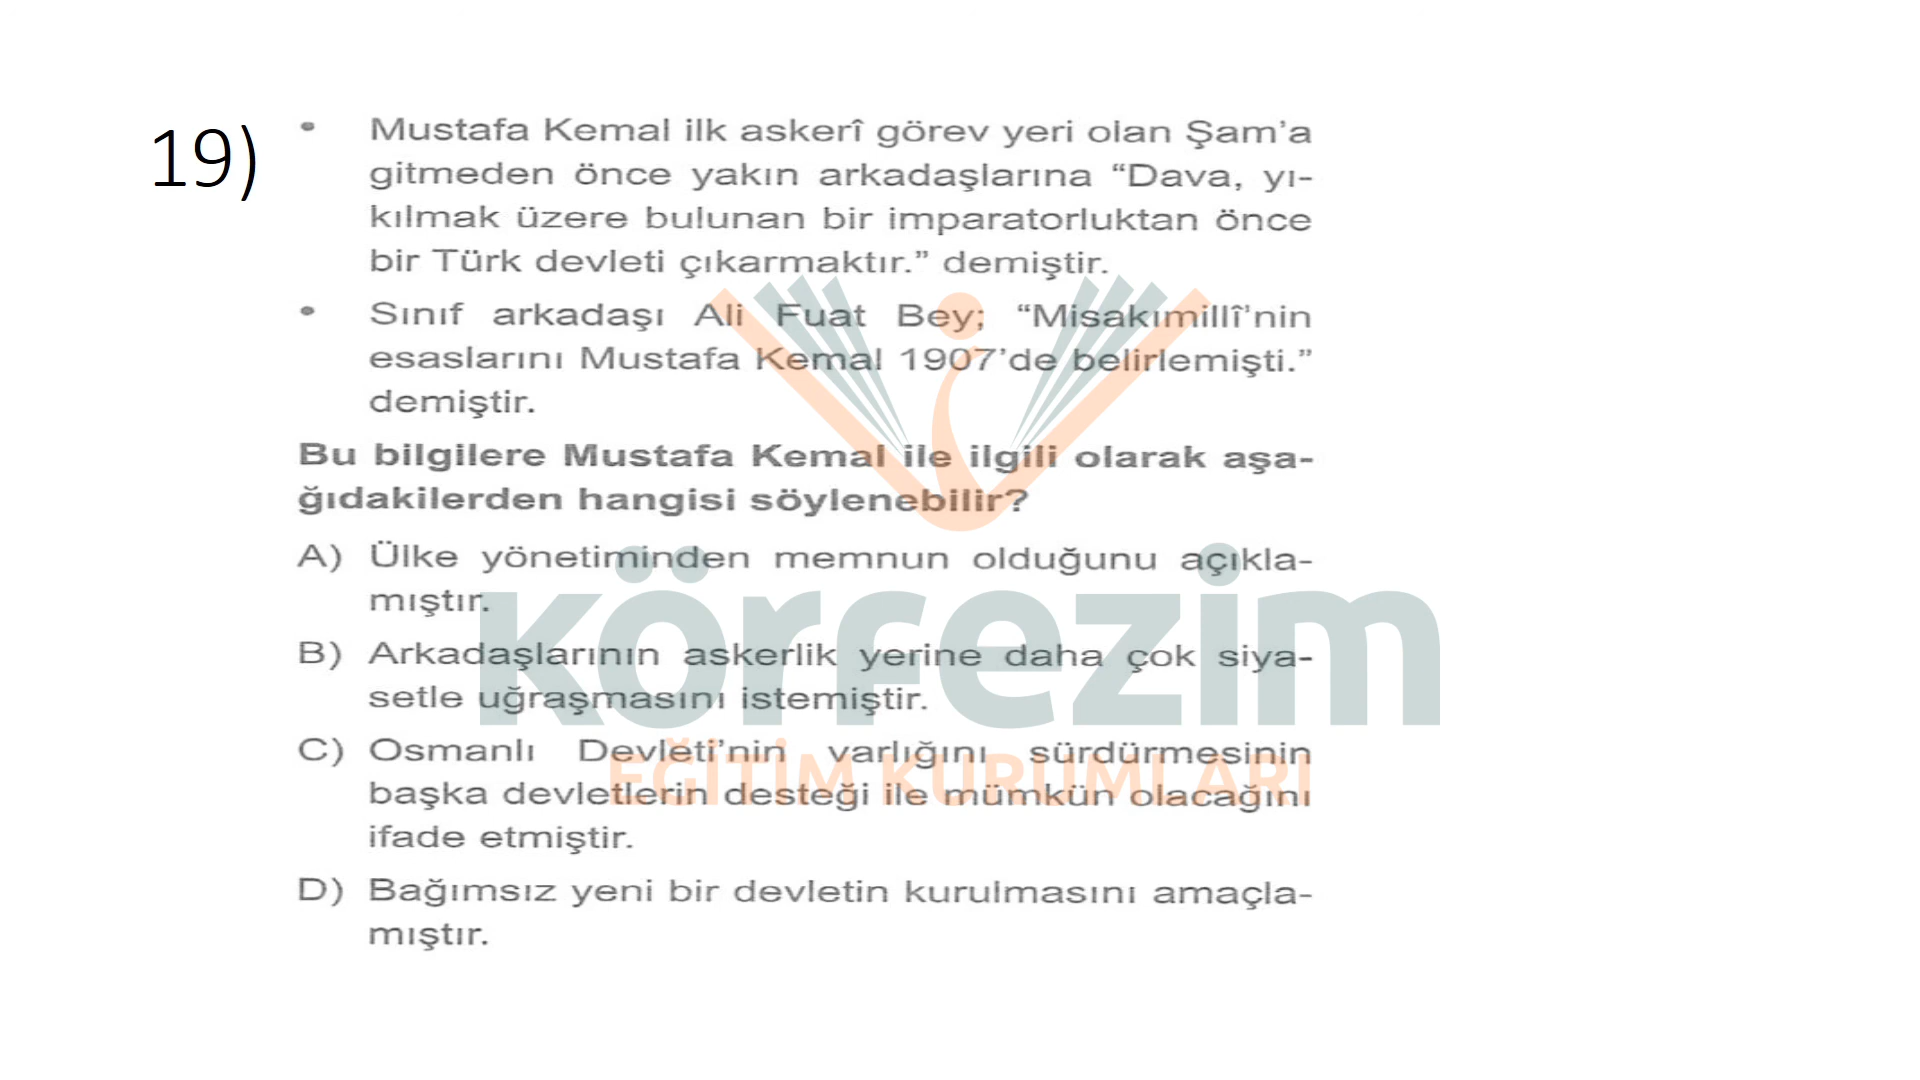 19)
• Mustafa Kemal ilk askerî görev yeri olan Şam’a
gitmeden önce yakın arkadaşlarına “Dava, yı-
kılmak üzere bulunan bir imparatorluktan önce
bir Türk devleti çıkarmaktır.” demiştir.
• Sınıf arkadaşı Ali Fuat Bey; “Misakımillî’nin
esaslarını Mustafa Kemal 1907’de belirlemişti.”
demiştir.
Bu bilgilere Mustafa Kemal ile ilgili olarak aşa-
ğıdakilerden hangisi söylenebilir?
A) Ülke yönetiminden memnun olduğunu açıkla-
mıştır.
B) Arkadaşlarının askerlik yerine daha çok siya-
setle uğraşmasını istemiştir.
C) Osmanlı Devleti’nin varlığını sürdürmesinin
başka devletlerin desteği ile mümkün olacağını
ifade etmiştir.
D) Bağımsız yeni bir devletin kurulmasını amaçla-
mıştır.
körfezim
EĞİTİM KURUMLARI